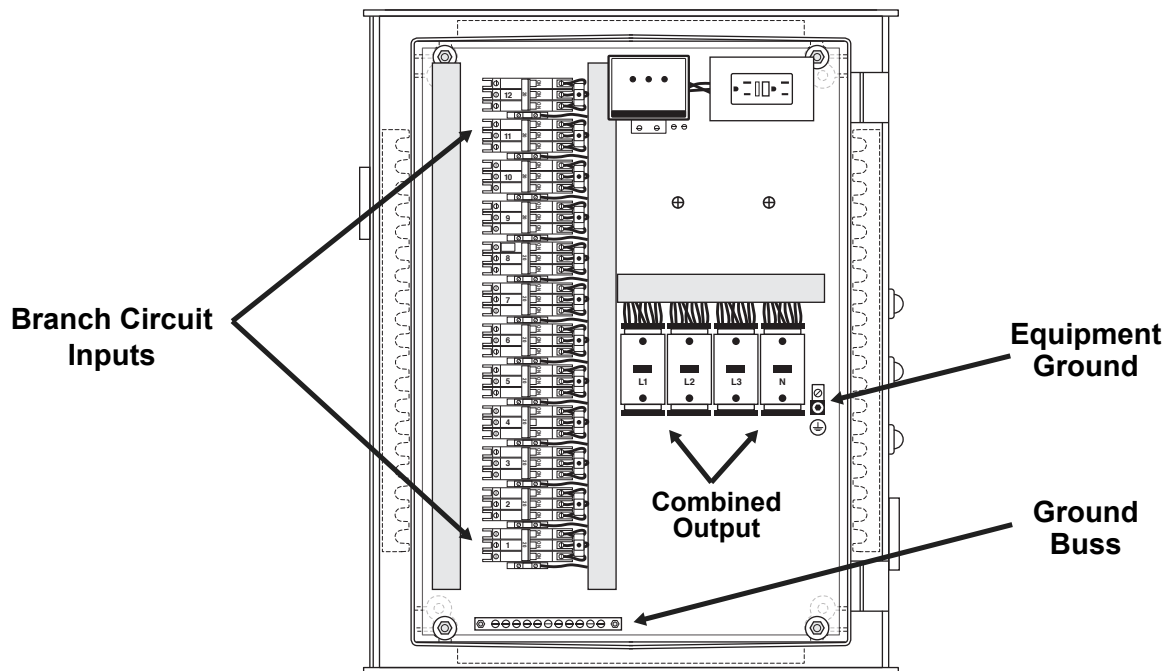 12
11
10
9
8
7
6
5
4
3
2
1
Branch Circuit
Inputs
L1 L2 L3 N
Equipment
Ground
Combined
Output
Ground
Buss